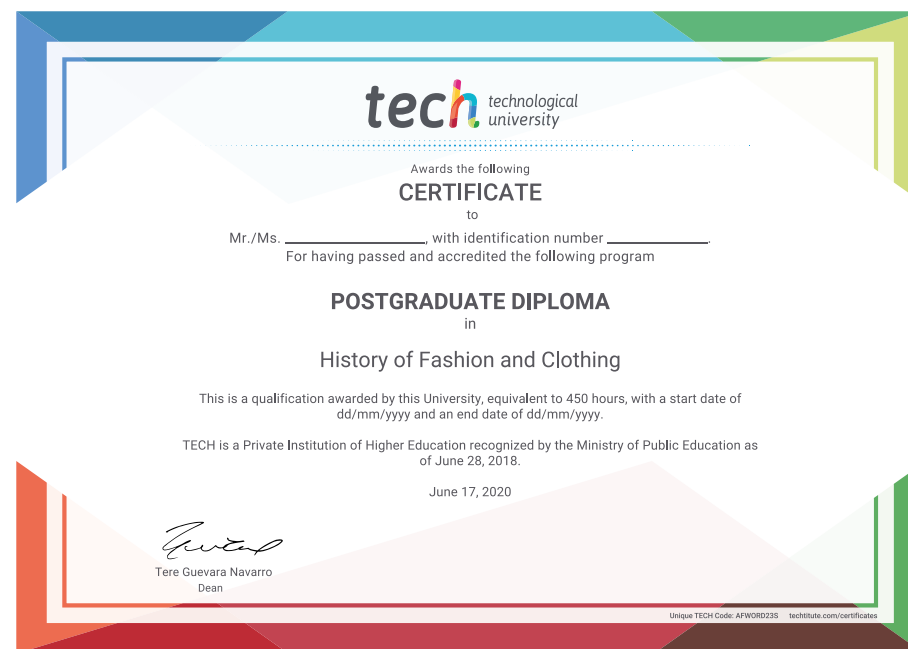 tech technological
university
Awards the following
CERTIFICATE
to
Mr./Ms. ____________________, with identification number ______________.
For having passed and accredited the following program
POSTGRADUATE DIPLOMA
in
History of Fashion and Clothing
This is a qualification awarded by this University, equivalent to 450 hours, with a start date of
dd/mm/yyyy and an end date of dd/mm/yyyy.
TECH is a Private Institution of Higher Education recognized by the Ministry of Public Education as
of June 28, 2018.
June 17, 2020
Tere Guevara Navarro
Dean
Unique TECH Code: AFWORD23S techtitute.com/certificates